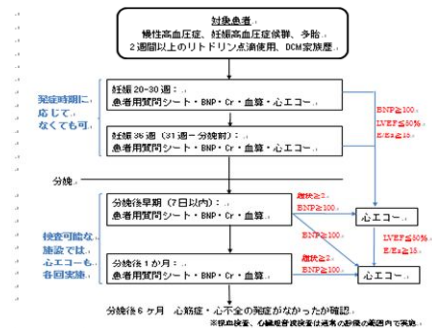 対象患者
慢性高血圧症、妊娠高血圧症候群、多胎
2週間以上のリトドリン点滴使用、DCM家族歴
発症時期に
応じて
なくても可
妊娠20-30週：
患者用質問シート・BNP・Cr・血算・心エコー
BNP≧100
LVEF≦50%
E/Ea≧15
妊娠36週（31週－分娩前）：
患者用質問シート・BNP・Cr・血算・心エコー
分娩
検査可能な
施設では
心エコーも
各回実施
分娩後早期（7日以内）：
患者用質問シート・BNP・Cr・血算
症状≧2
BNP≧100
心エコー
BNP≧100
LVEF≦50%
E/Ea≧15
分娩後1か月：
患者用質問シート・BNP・Cr・血算
症状≧2
BNP≧100
心エコー
分娩後6ヶ月　心筋症・心不全の発症がなかったか確認
※採血検査、心臓超音波検査は通常の診療の範囲内で実施